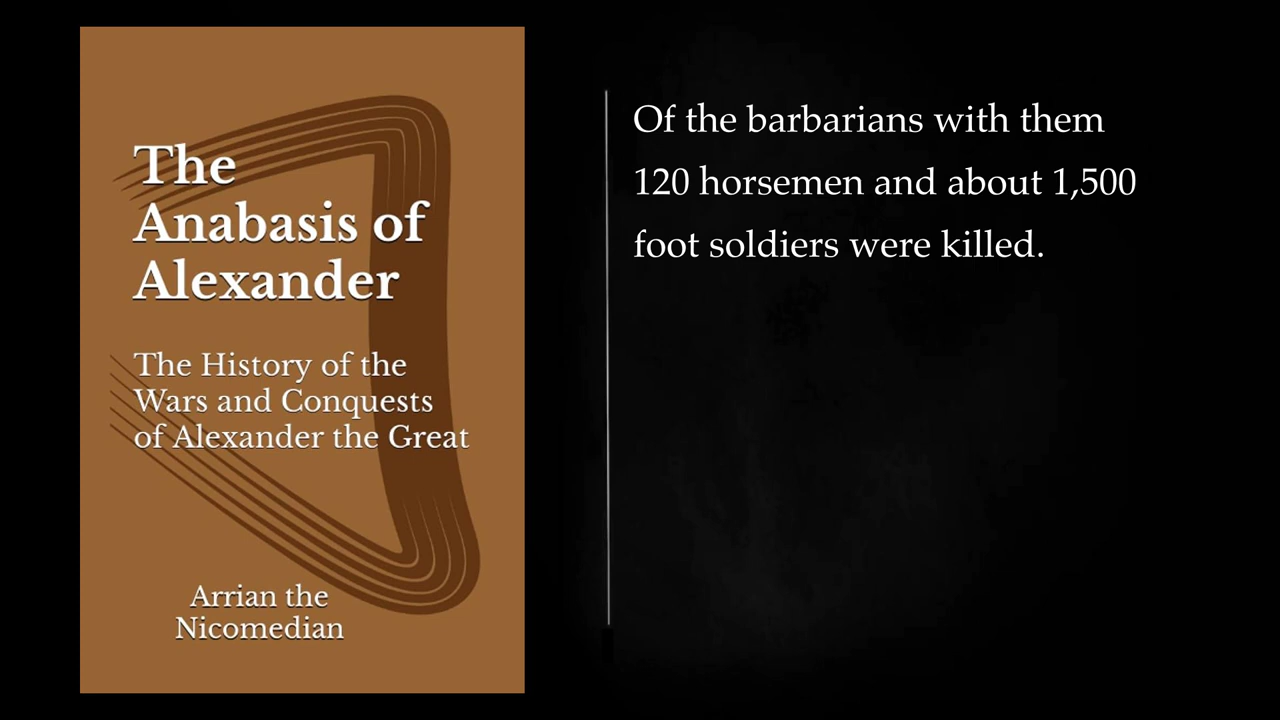 The
Anabasis of
Alexander
The History of the
Wars and Conquests
of Alexander the Great
Arrian the
Nicomedian
Of the barbarians with them
120 horsemen and about 1,500
foot soldiers were killed.